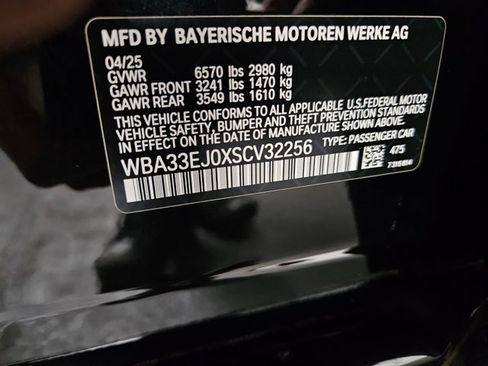 MFD BY BAYERISCHE MOTOREN WERKE AG
04/25
GVWR 6570 lbs 2980 kg
GAWR FRONT 3241 lbs 1470 kg
GAWR REAR 3549 lbs 1610 kg
THIS VEHICLE CONFORMS TO ALL APPLICABLE U.S.FEDERAL MOTOR
VEHICLE SAFETY, BUMPER AND THEFT PREVENTION STANDARDS
IN EFFECT ON THE DATE OF MANUFACTURE SHOWN ABOVE.
WBA33EJ0XSCV32256 TYPE: PASSENGER CAR
475
7315814